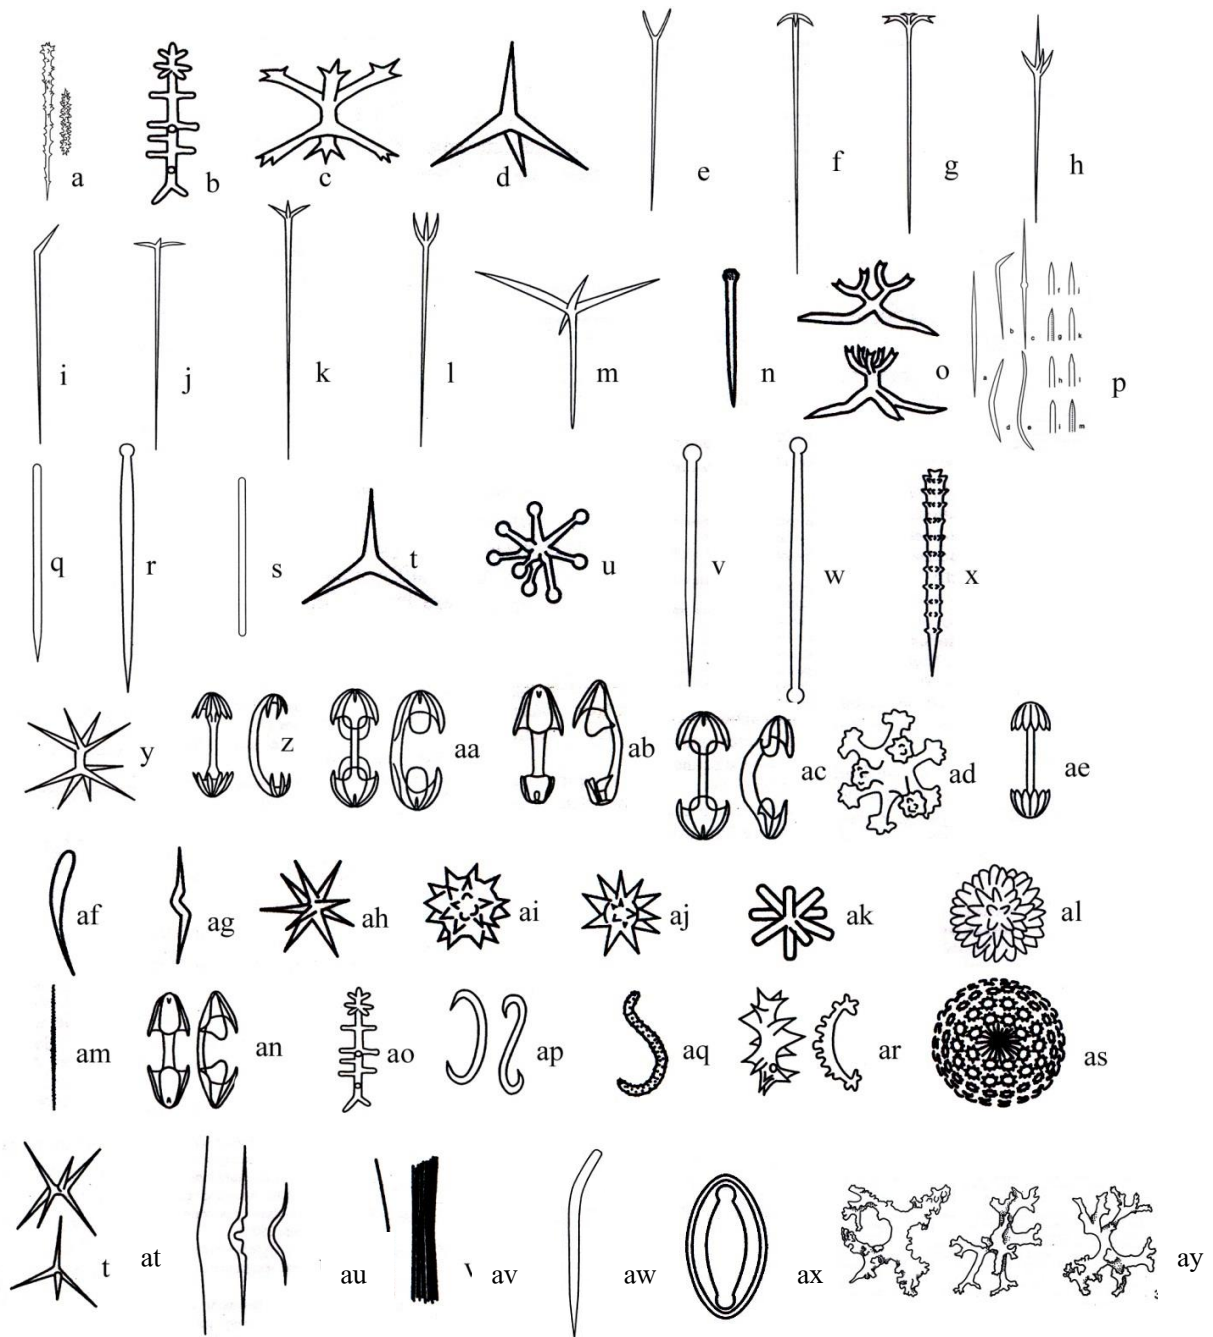 a b c d e f g h
i j k l m n o p
a b c d e f g h i j k l m
q r s t u v w x
y z aa ab ac ad ae
af ag ah ai aj ak al
am an ao ap aq ar as
t at au av aw ax ay